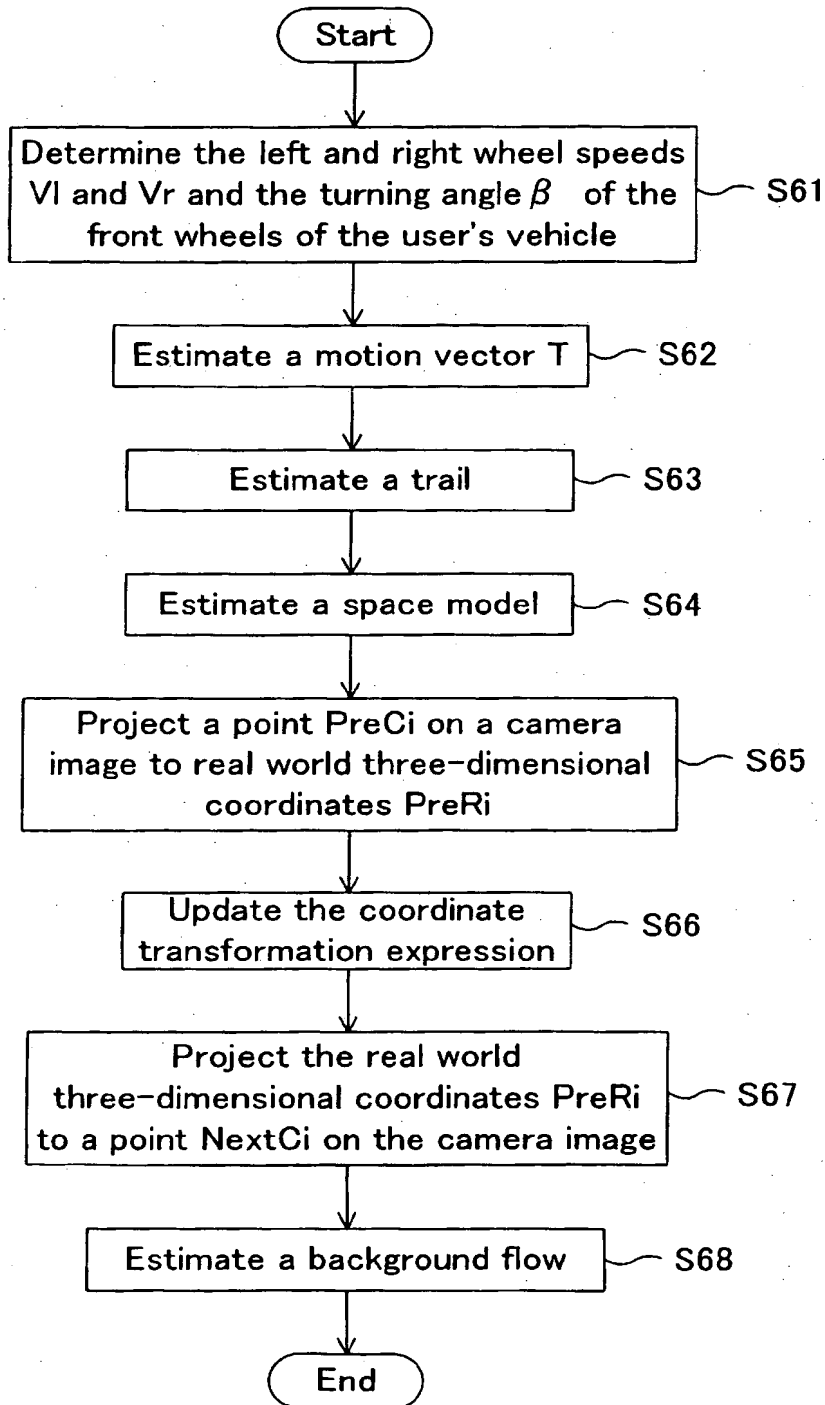 Start
Determine the left and right wheel speeds
Vl and Vr and the turning angle β of the
front wheels of the user's vehicle
S61
Estimate a motion vector T
S62
Estimate a trail
S63
Estimate a space model
S64
Project a point PreCi on a camera
image to real world three-dimensional
coordinates PreRi
S65
Update the coordinate
transformation expression
S66
Project the real world
three-dimensional coordinates PreRi
to a point NextCi on the camera image
S67
Estimate a background flow
S68
End